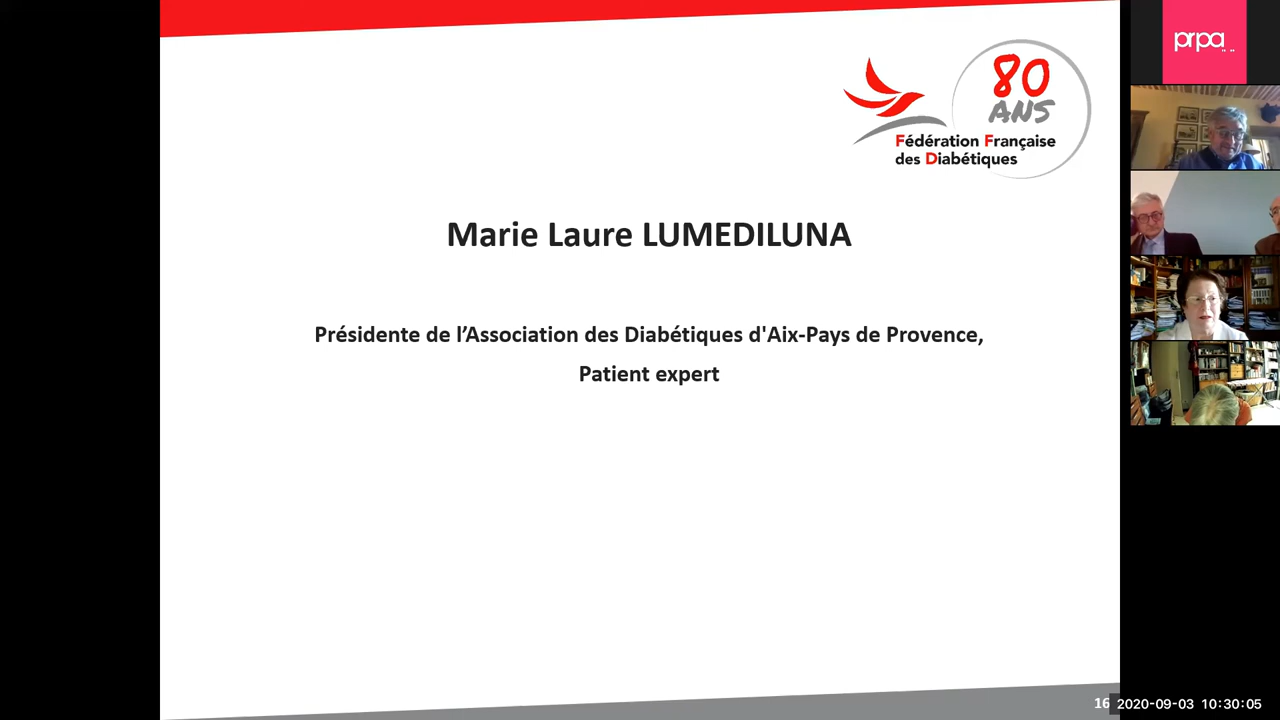 prpa
80
ANS
Fédération Française
des Diabétiques
Marie Laure LUMEDILUNA
Présidente de l’Association des Diabétiques d'Aix-Pays de Provence,
Patient expert
16
2020-09-03 10:30:05